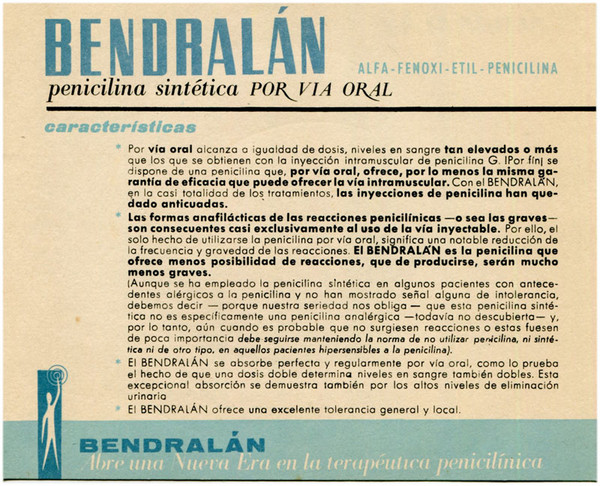 BENDRALÁN
ALFA-FENOXI-ETIL-PENICILINA
penicilina sintética POR VIA ORAL
características
* Por vía oral alcanza a igualdad de dosis, niveles en sangre tan elevados o más
que los que se obtienen con la inyección intramuscular de penicilina G. ¡Por fin¡ se
dispone de una penicilina que, por vía oral, ofrece, por lo menos la misma ga-
rantía de eficacia que puede ofrecer la vía intramuscular. Con el BENDRALÁN,
en la casi totalidad de los tratamientos, las inyecciones de penicilina han que-
dado anticuadas.
* Las formas anafilácticas de las reacciones penicilínicas —o sea las graves—
son consecuentes casi exclusivamente al uso de la vía inyectable. Por ello, el
solo hecho de utilizarse la penicilina por vía oral, significa una notable reducción de
la frecuencia y gravedad de las reacciones. El BENDRALÁN es la penicilina que
ofrece menos posibilidad de reacciones, que de producirse, serán mucho
menos graves.
(Aunque se ha empleado la penicilina sintética en algunos pacientes con antece-
dentes alérgicos a la penicilina y no han mostrado señal alguna de intolerancia,
debemos decir — porque nuestra seriedad nos obliga — que esta penicilina sinté-
tica no es específicamente una penicilina analérgica —todavía no descubierta— y,
por lo tanto, aún cuando es probable que no surgiesen reacciones o estas fuesen
de poca importancia debe seguirse manteniendo la norma de no utilizar penicilina, ni sinté-
tica ni de otro tipo, en aquellos pacientes hipersensibles a la penicilina).
* El BENDRALÁN se absorbe perfecta y regularmente por vía oral, como lo prueba
el hecho de que una dosis doble determina niveles en sangre también dobles. Esta
excepcional absorción se demuestra también por los altos niveles de eliminación
urinaria
* El BENDRALÁN ofrece una excelente tolerancia general y local.
BENDRALÁN
Abre una Nueva Era en la terapéutica penicilínica